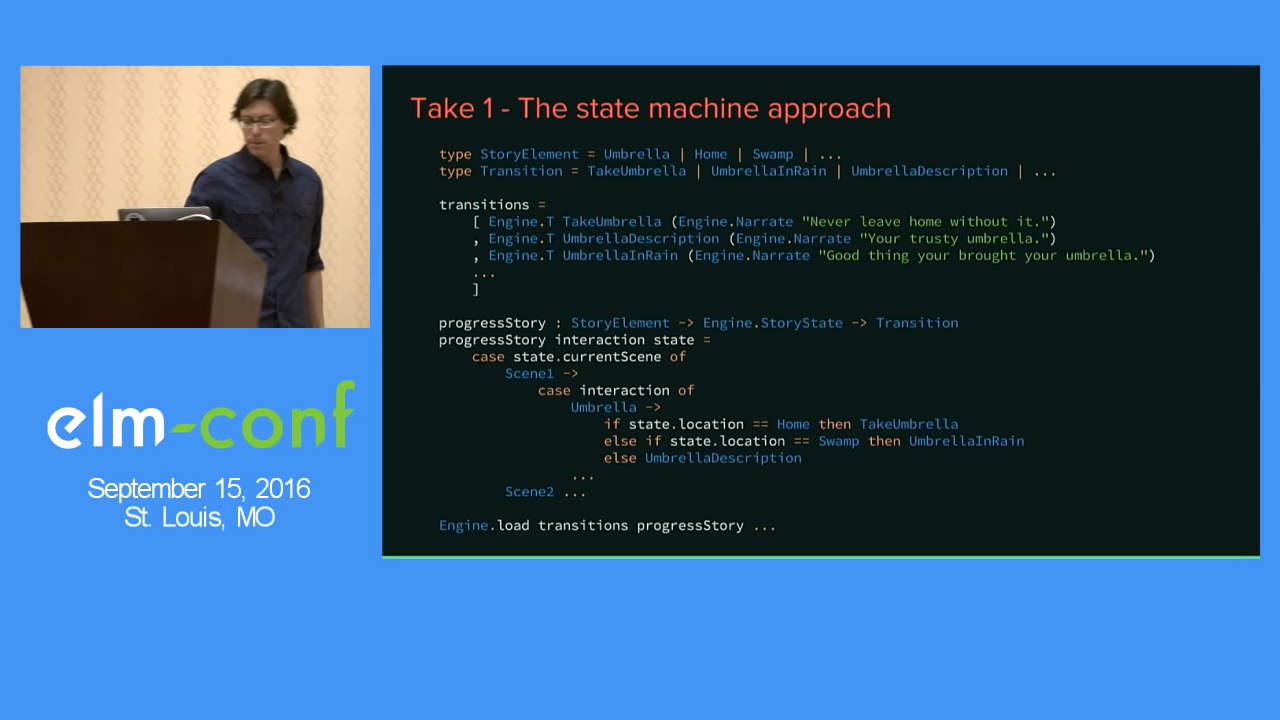 Take 1 - The state machine approach
type StoryElement = Umbrella | Home | Swamp | ...
type Transition = TakeUmbrella | UmbrellaInRain | UmbrellaDescription | ...
transitions =
[ Engine.T TakeUmbrella (Engine.Narrate "Never leave home without it.")
, Engine.T UmbrellaDescription (Engine.Narrate "Your trusty umbrella.")
, Engine.T UmbrellaInRain (Engine.Narrate "Good thing your brought your umbrella.")
...
]
progressStory : StoryElement -> Engine.StoryState -> Transition
progressStory interaction state =
case state.currentScene of
Scene1 ->
case interaction of
Umbrella ->
if state.location == Home then TakeUmbrella
else if state.location == Swamp then UmbrellaInRain
else UmbrellaDescription
...
Scene2 ...
Engine.load transitions progressStory ...
elm-conf
September 15, 2016
St. Louis, MO